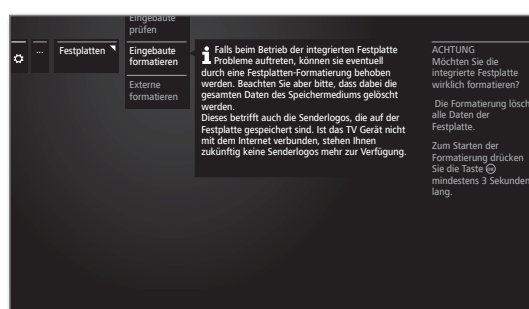 Eingebaute
prüfen
...
Festplatten
Eingebaute
formatieren
Externe
formatieren
Falls beim Betrieb der integrierten Festplatte
Probleme auftreten, können sie eventuell
durch eine Festplatten-Formatierung behoben
werden. Beachten Sie aber bitte, dass dabei die
gesamten Daten des Speichermediums gelöscht
werden.
Dieses betrifft auch die Senderlogos, die auf der
Festplatte gespeichert sind. Ist das TV Gerät nicht
mit dem Internet verbunden, stehen Ihnen
zukünftig keine Senderlogos mehr zur Verfügung.
ACHTUNG
Möchten Sie die
integrierte Festplatte
wirklich formatieren?
Die Formatierung lösch
alle Daten der
Festplatte.
Zum Starten der
Formatierung drücken
Sie die Taste OK
mindestens 3 Sekunden
lang.